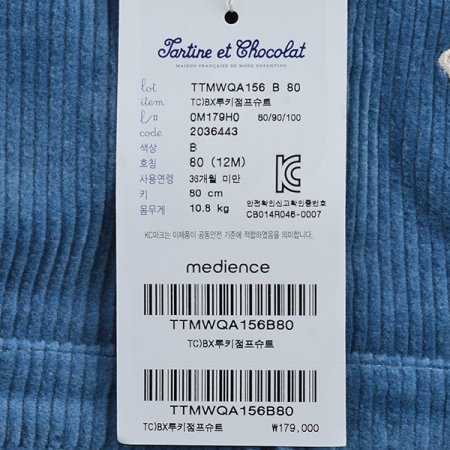 Tartine et Chocolat
MAISON FRANÇAISE DE MODE ENFANTINE
lot TTMWQA156 B 80
item TC)BX루키점프슈트
l/# 0M179H0 80/90/100
code 2036443
색상 B
호칭 80 (12M)
사용연령 36개월 미만
키 80 cm
몸무게 10.8 kg
안전확인신고확인증번호
CB014R046-0007
KC마크는 이제품이 공통안전 기준에 적합하였음을 의미합니다.
medience
TTMWQA156B80
TC)BX루키점프슈트
TTMWQA156B80
TC)BX루키점프슈트 ₩179,000